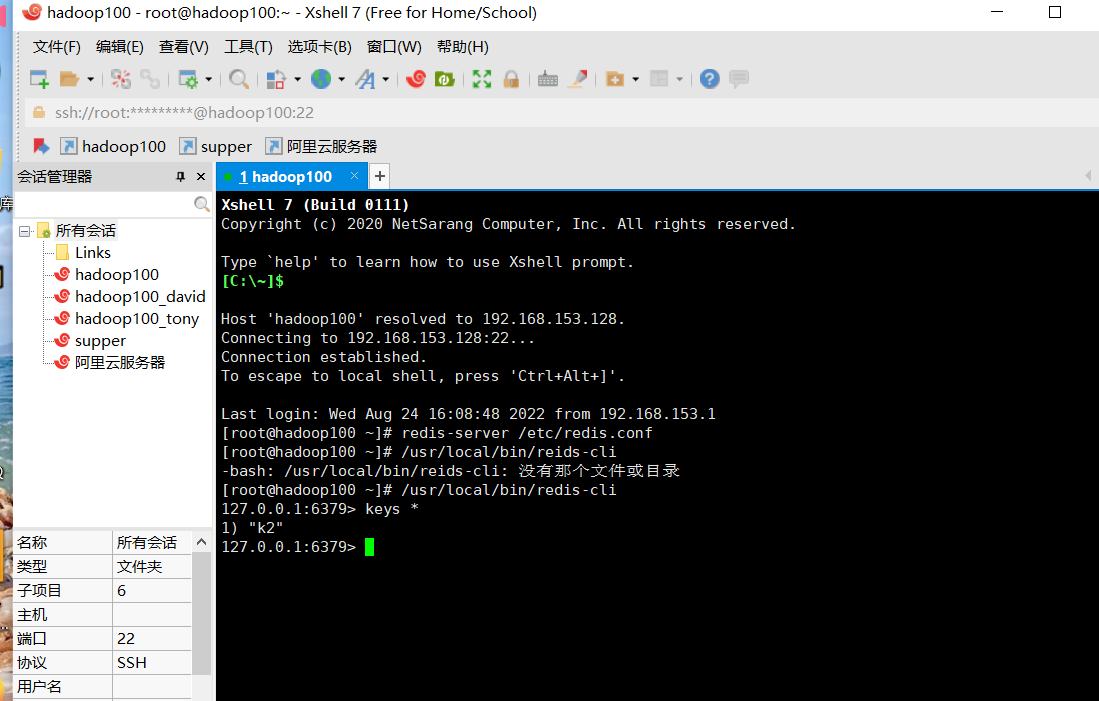 hadoop100 - root@hadoop100:~ - Xshell 7 (Free for Home/School)
文件(F) 编辑(E) 查看(V) 工具(T) 选项卡(B) 窗口(W) 帮助(H)
ssh://root:*********@hadoop100:22
hadoop100 supper 阿里云服务器
会话管理器
1 hadoop100
库
所有会话
Links
hadoop100
hadoop100_david
hadoop100_tony
supper
阿里云服务器
名称 所有会话
类型 文件夹
子项目 6
主机
端口 22
协议 SSH
用户名
Xshell 7 (Build 0111)
Copyright (c) 2020 NetSarang Computer, Inc. All rights reserved.
Type `help' to learn how to use Xshell prompt.
[C:\~]$
Host 'hadoop100' resolved to 192.168.153.128.
Connecting to 192.168.153.128:22...
Connection established.
To escape to local shell, press 'Ctrl+Alt+]'.
Last login: Wed Aug 24 16:08:48 2022 from 192.168.153.1
[root@hadoop100 ~]# redis-server /etc/redis.conf
[root@hadoop100 ~]# /usr/local/bin/reids-cli
-bash: /usr/local/bin/reids-cli: 没有那个文件或目录
[root@hadoop100 ~]# /usr/local/bin/redis-cli
127.0.0.1:6379> keys *
1) "k2"
127.0.0.1:6379>